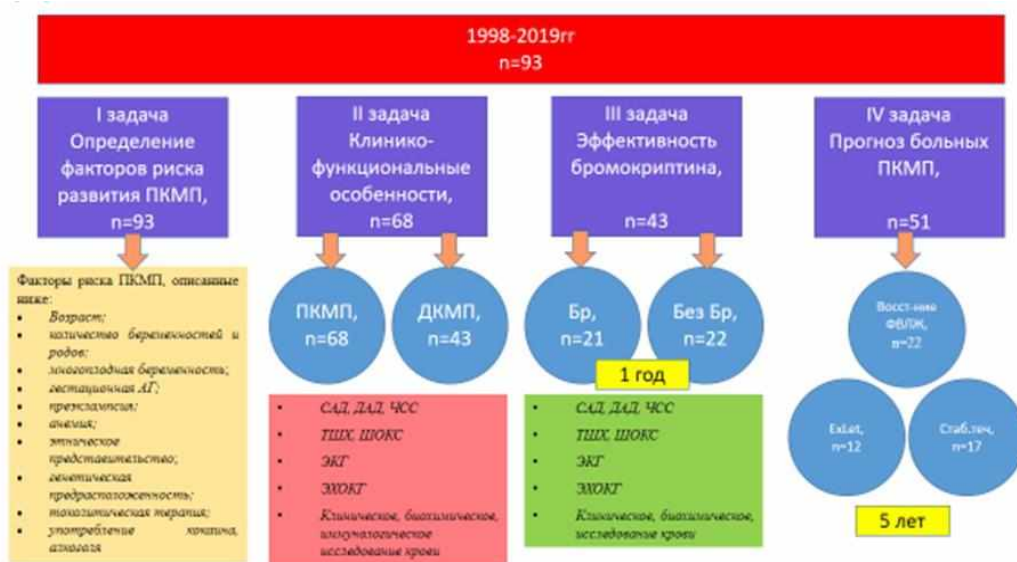 1998-2019гг
n=93
I задача
Определение
факторов риска
развития ПКМП,
n=93
II задача
Клинико-
функциональные
особенности,
n=68
III задача
Эффективность
бромокриптина,
n=43
IV задача
Прогноз больных
ПКМП,
n=51
Факторы риска ПКМП, описанные
ниже:
• Возраст;
• количество беременностей и
родов;
• многоплодная беременность;
• гестационная АГ;
• преэклампсия;
• анемия;
• этническое
представительство;
• генетическая
предрасположенность;
• токолитическая терапия;
• употребление кокаина,
алкоголя
ПКМП,
n=68
ДКМП,
n=43
• САД, ДАД, ЧСС
• ТШХ, ШОКС
• ЭКГ
• ЭХОКГ
• Клиническое, биохимическое,
иммунологическое
исследование крови
Бр,
n=21
Без Бр,
n=22
1 год
• САД, ДАД, ЧСС
• ТШХ, ШОКС
• ЭКГ
• ЭХОКГ
• Клиническое, биохимическое,
исследование крови
Восст-ние
ФВЛЖ,
n=22
ExLet,
n=12
Стаб.теч,
n=17
5 лет